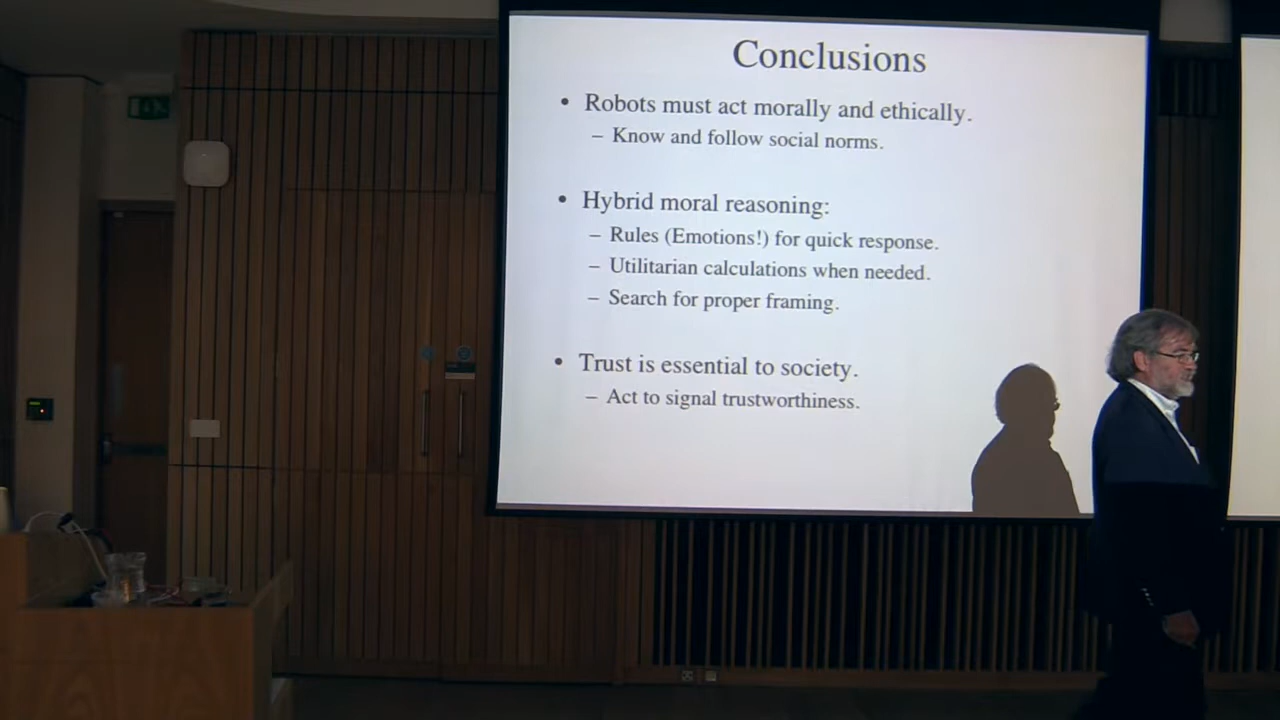 Conclusions
• Robots must act morally and ethically.
– Know and follow social norms.
• Hybrid moral reasoning:
– Rules (Emotions!) for quick response.
– Utilitarian calculations when needed.
– Search for proper framing.
• Trust is essential to society.
– Act to signal trustworthiness.